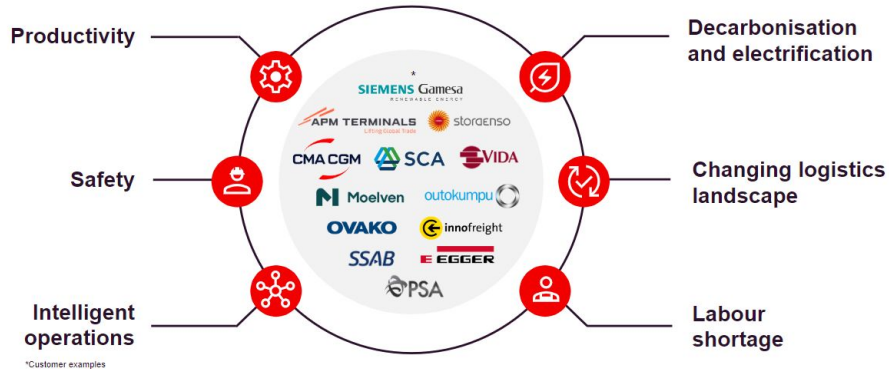 Productivity
Decarbonisation
and electrification
*
SIEMENS Gamesa
RENEWABLE ENERGY
APM TERMINALS
Lifting Global Trade
storaenso
CMA CGM
SCA
VIDA
Safety
Changing logistics
landscape
Moelven
outokumpu
OVAKO
innofreight
SSAB
E EGGER
PSA
Intelligent
operations
Labour
shortage
*Customer examples